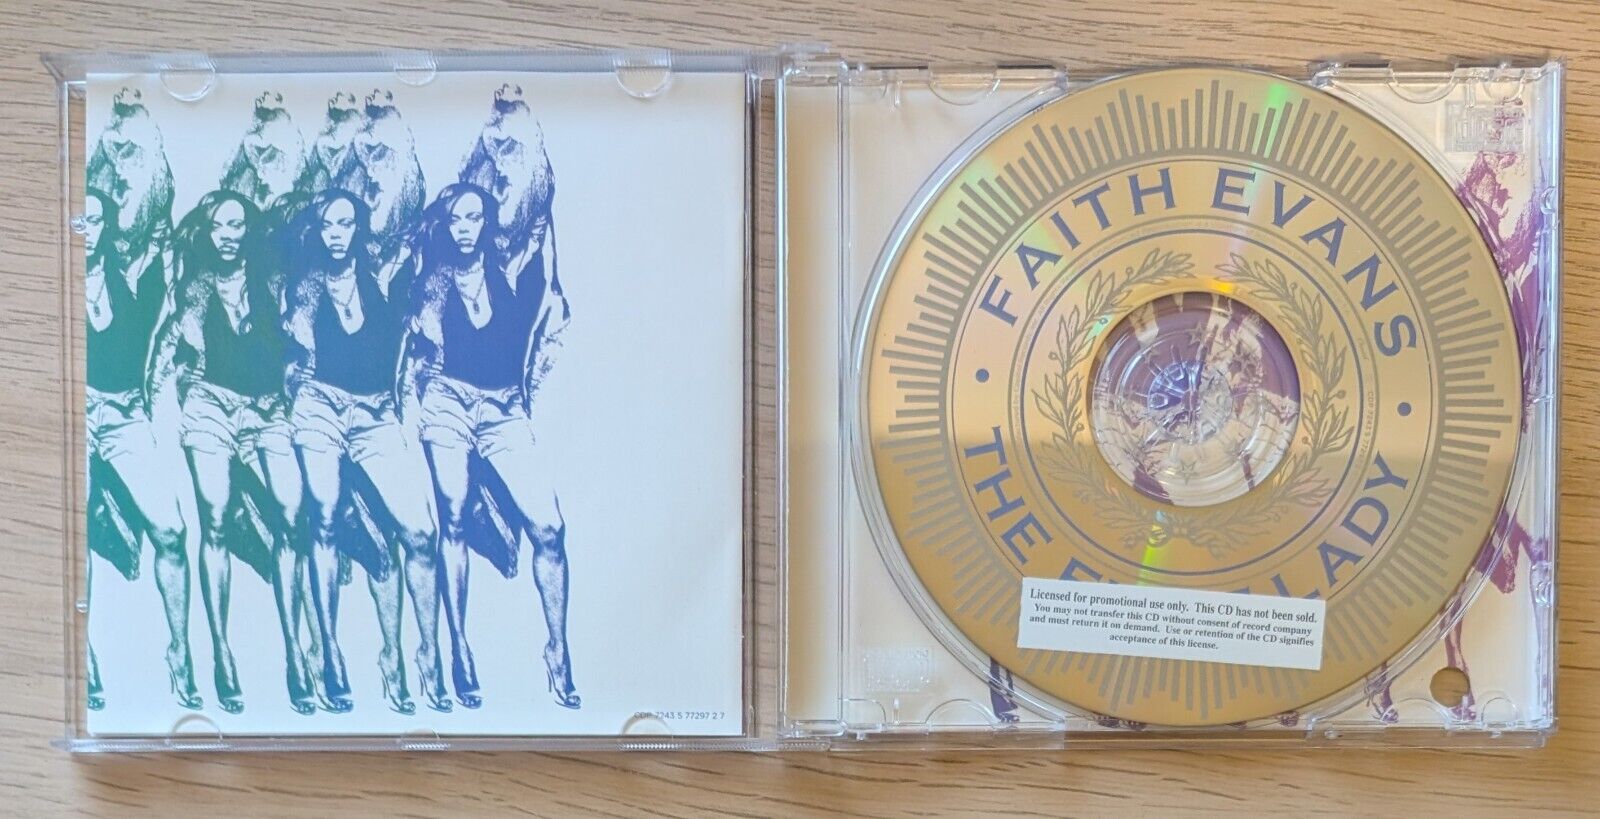 FAITH EVANS
THE FI LADY
Licensed for promotional use only. This CD has not been sold.
You may not transfer this CD without consent of record company
and must return it on demand. Use or retention of the CD signifies
acceptance of this license.
CDP 7243 5 77297 2 7